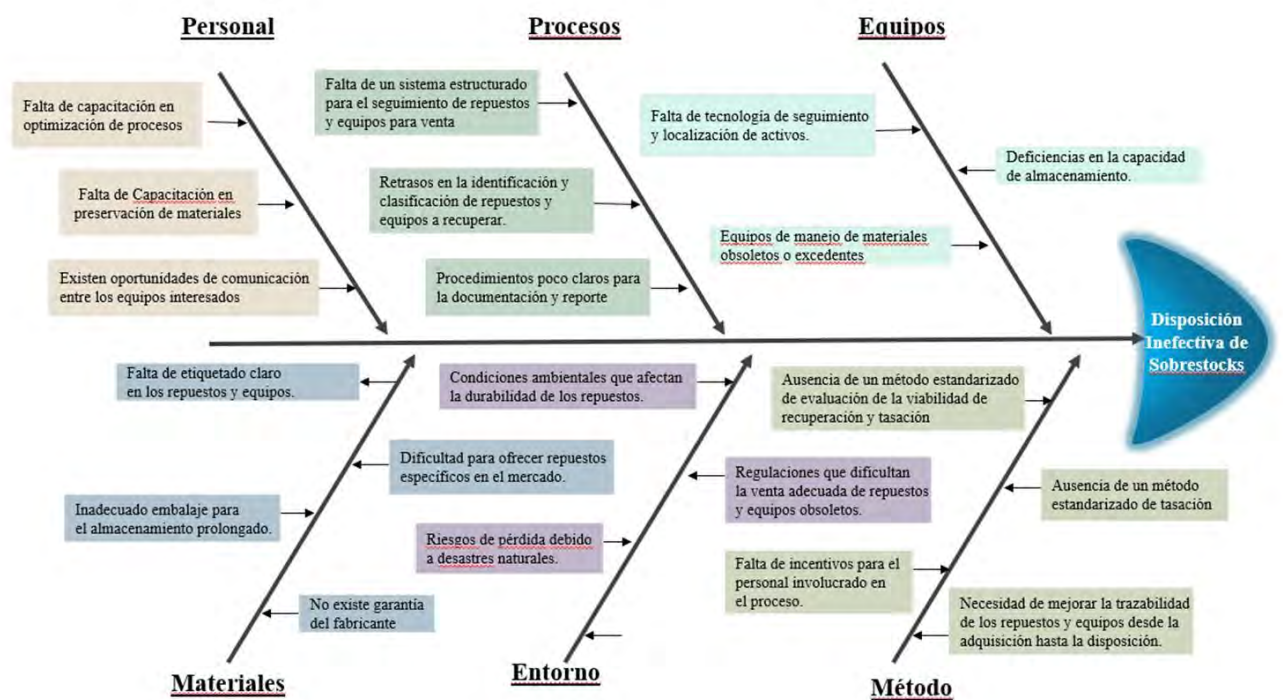 Personal
Procesos
Equipos
Falta de capacitación en
optimización de procesos
Falta de Capacitación en
preservación de materiales
Existen oportunidades de comunicación
entre los equipos interesados
Falta de un sistema estructurado
para el seguimiento de repuestos
y equipos para venta
Retrasos en la identificación y
clasificación de repuestos y
equipos a recuperar.
Procedimientos poco claros para
la documentación y reporte
Falta de tecnología de seguimiento
y localización de activos.
Deficiencias en la capacidad
de almacenamiento.
Equipos de manejo de materiales
obsoletos o excedentes
Disposición
Inefectiva de
Sobrestocks
Falta de etiquetado claro
en los repuestos y equipos.
Dificultad para ofrecer repuestos
específicos en el mercado.
Inadecuado embalaje para
el almacenamiento prolongado.
No existe garantía
del fabricante
Condiciones ambientales que afectan
la durabilidad de los repuestos.
Regulaciones que dificultan
la venta adecuada de repuestos
y equipos obsoletos.
Riesgos de pérdida debido
a desastres naturales.
Ausencia de un método estandarizado
de evaluación de la viabilidad de
recuperación y tasación
Ausencia de un método
estandarizado de tasación
Falta de incentivos para el
personal involucrado en
el proceso.
Necesidad de mejorar la trazabilidad
de los repuestos y equipos desde la
adquisición hasta la disposición.
Materiales
Entorno
Método